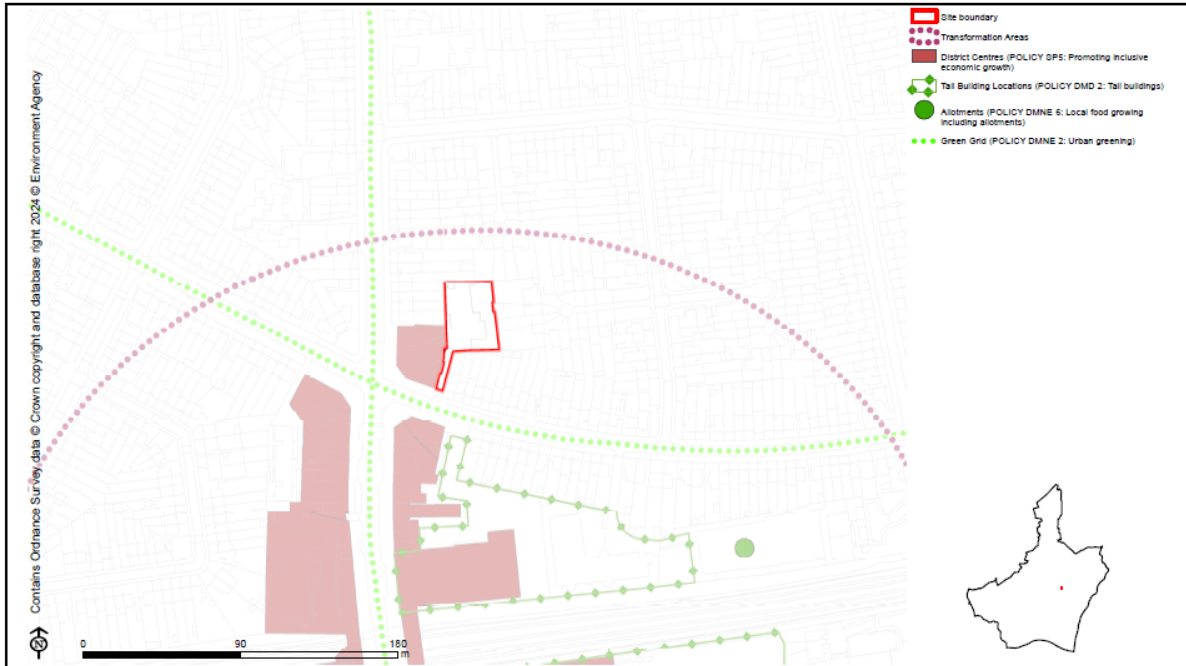 Site boundary
Transformation Areas
District Centres (POLICY SP5: Promoting inclusive
economic growth)
Tall Building Locations (POLICY DMD 2: Tall buildings)
Allotments (POLICY DMNE 6: Local food growing
including allotments)
Green Grid (POLICY DMNE 2: Urban greening)
Contains Ordnance Survey data © Crown copyright and database right 2024 © Environment Agency
N
0 90 180
m